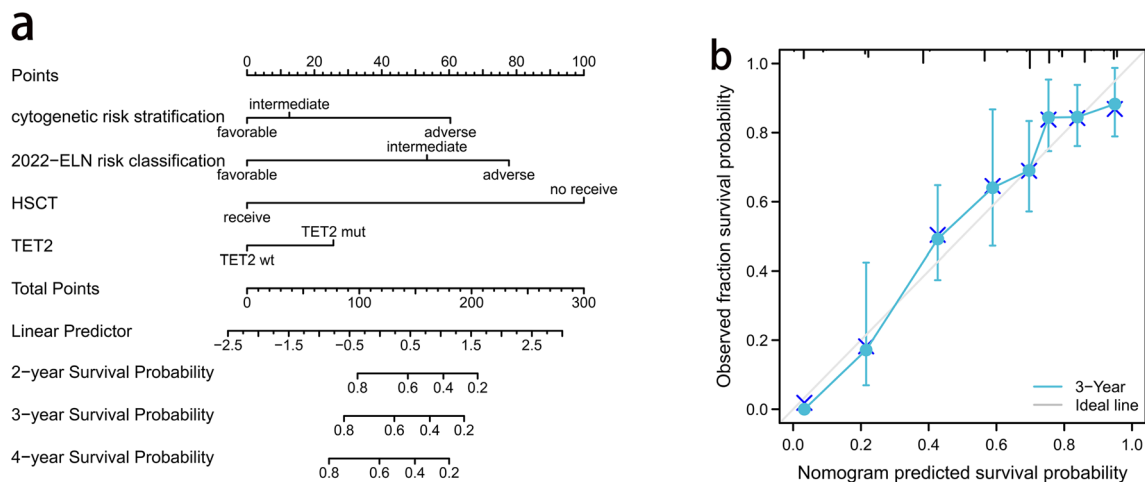 a
Points
0 20 40 60 80 100
cytogenetic risk stratification
intermediate
favorable adverse
2022−ELN risk classification
intermediate
favorable adverse
HSCT
no receive
receive
TET2
TET2 mut
TET2 wt
Total Points
0 100 200 300
Linear Predictor
−2.5 −1.5 −0.5 0.5 1.5 2.5
2−year Survival Probability
0.8 0.6 0.4 0.2
3−year Survival Probability
0.8 0.6 0.4 0.2
4−year Survival Probability
0.8 0.6 0.4 0.2
b
Observed fraction survival probability
1.0
0.8
0.6
0.4
0.2
0.0
3−Year
Ideal line
0.0 0.2 0.4 0.6 0.8 1.0
Nomogram predicted survival probability